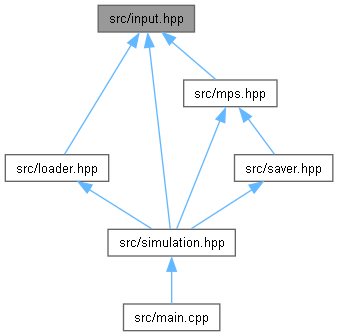 src/input.hpp
src/mps.hpp
src/loader.hpp
src/saver.hpp
src/simulation.hpp
src/main.cpp